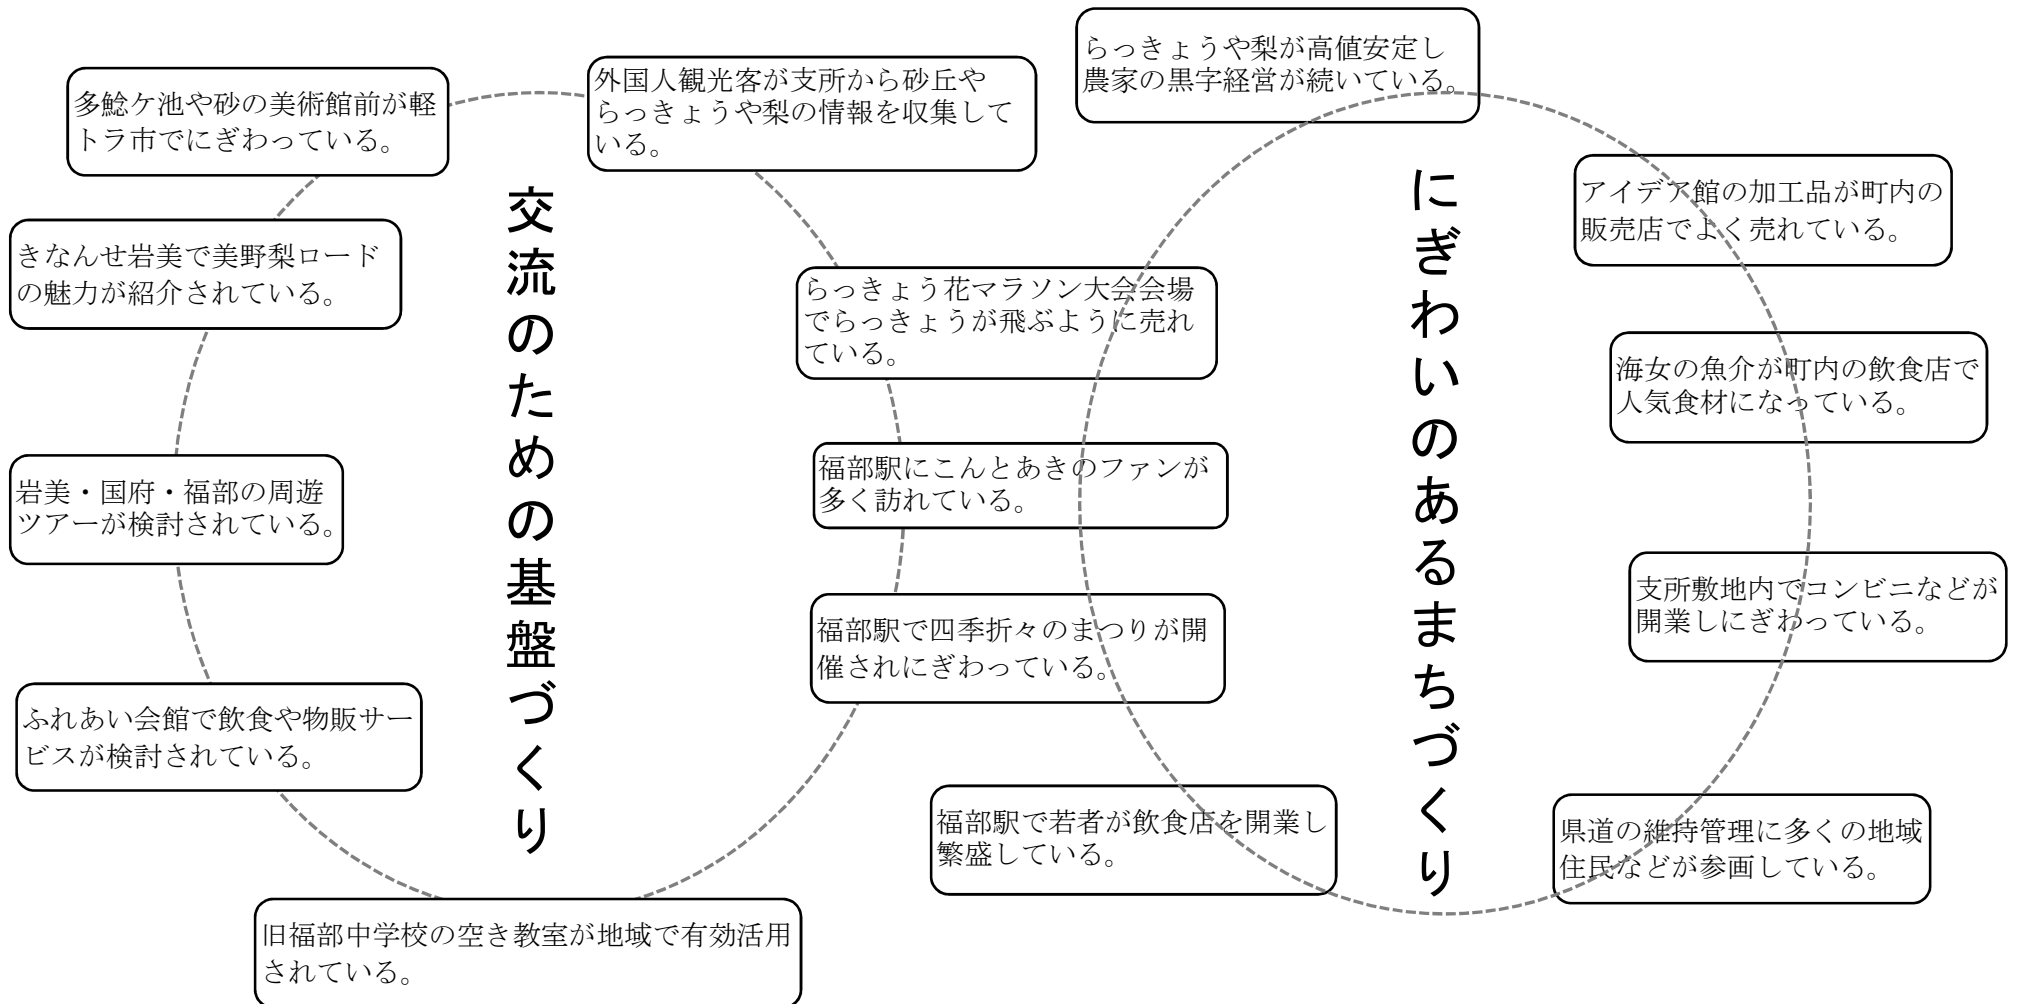 多鯰ケ池や砂の美術館前が軽
トラ市でにぎわっている。
外国人観光客が支所から砂丘や
らっきょうや梨の情報を収集して
いる。
きなんせ岩美で美野梨ロード
の魅力が紹介されている。
交流のための基盤づくり
らっきょう花マラソン大会会場
でらっきょうが飛ぶように売れ
ている。
岩美・国府・福部の周遊
ツアーが検討されている。
福部駅にこんとあきのファンが
多く訪れている。
福部駅で四季折々のまつりが開
催されにぎわっている。
ふれあい会館で飲食や物販サー
ビスが検討されている。
旧福部中学校の空き教室が地域で有効活用
されている。
らっきょうや梨が高値安定し
農家の黒字経営が続いている。
にぎわいのあるまちづくり
アイデア館の加工品が町内の
販売店でよく売れている。
海女の魚介が町内の飲食店で
人気食材になっている。
支所敷地内でコンビニなどが
開業しにぎわっている。
福部駅で若者が飲食店を開業し
繁盛している。
県道の維持管理に多くの地域
住民などが参画している。